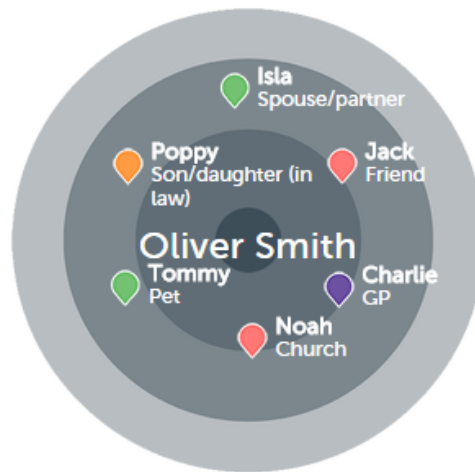 Isla
Spouse/partner
Poppy
Son/daughter (in
law)
Jack
Friend
Oliver Smith
Tommy
Pet
Charlie
GP
Noah
Church